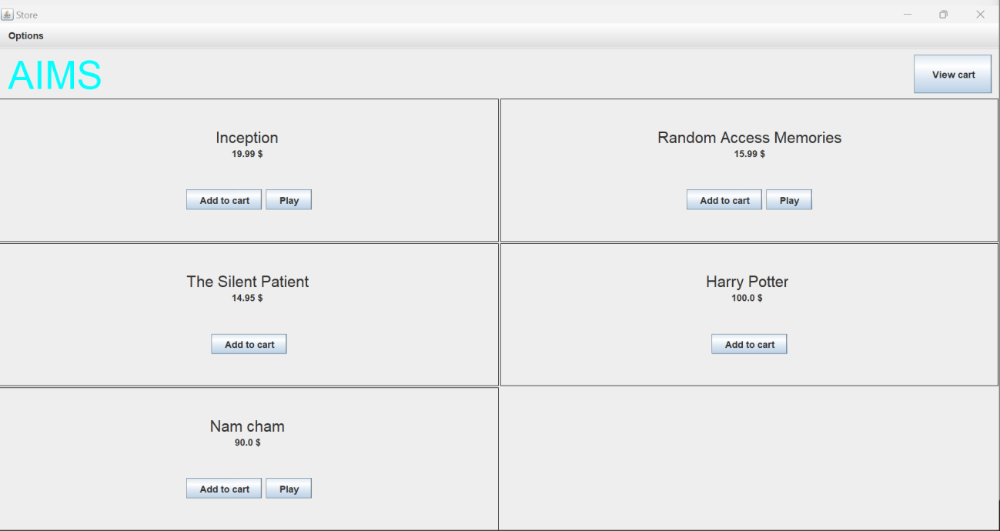 Store
Options
AIMS
View cart
Inception
19.99 $
Add to cart
Play
Random Access Memories
15.99 $
Add to cart
Play
The Silent Patient
14.95 $
Add to cart
Harry Potter
100.0 $
Add to cart
Nam cham
90.0 $
Add to cart
Play